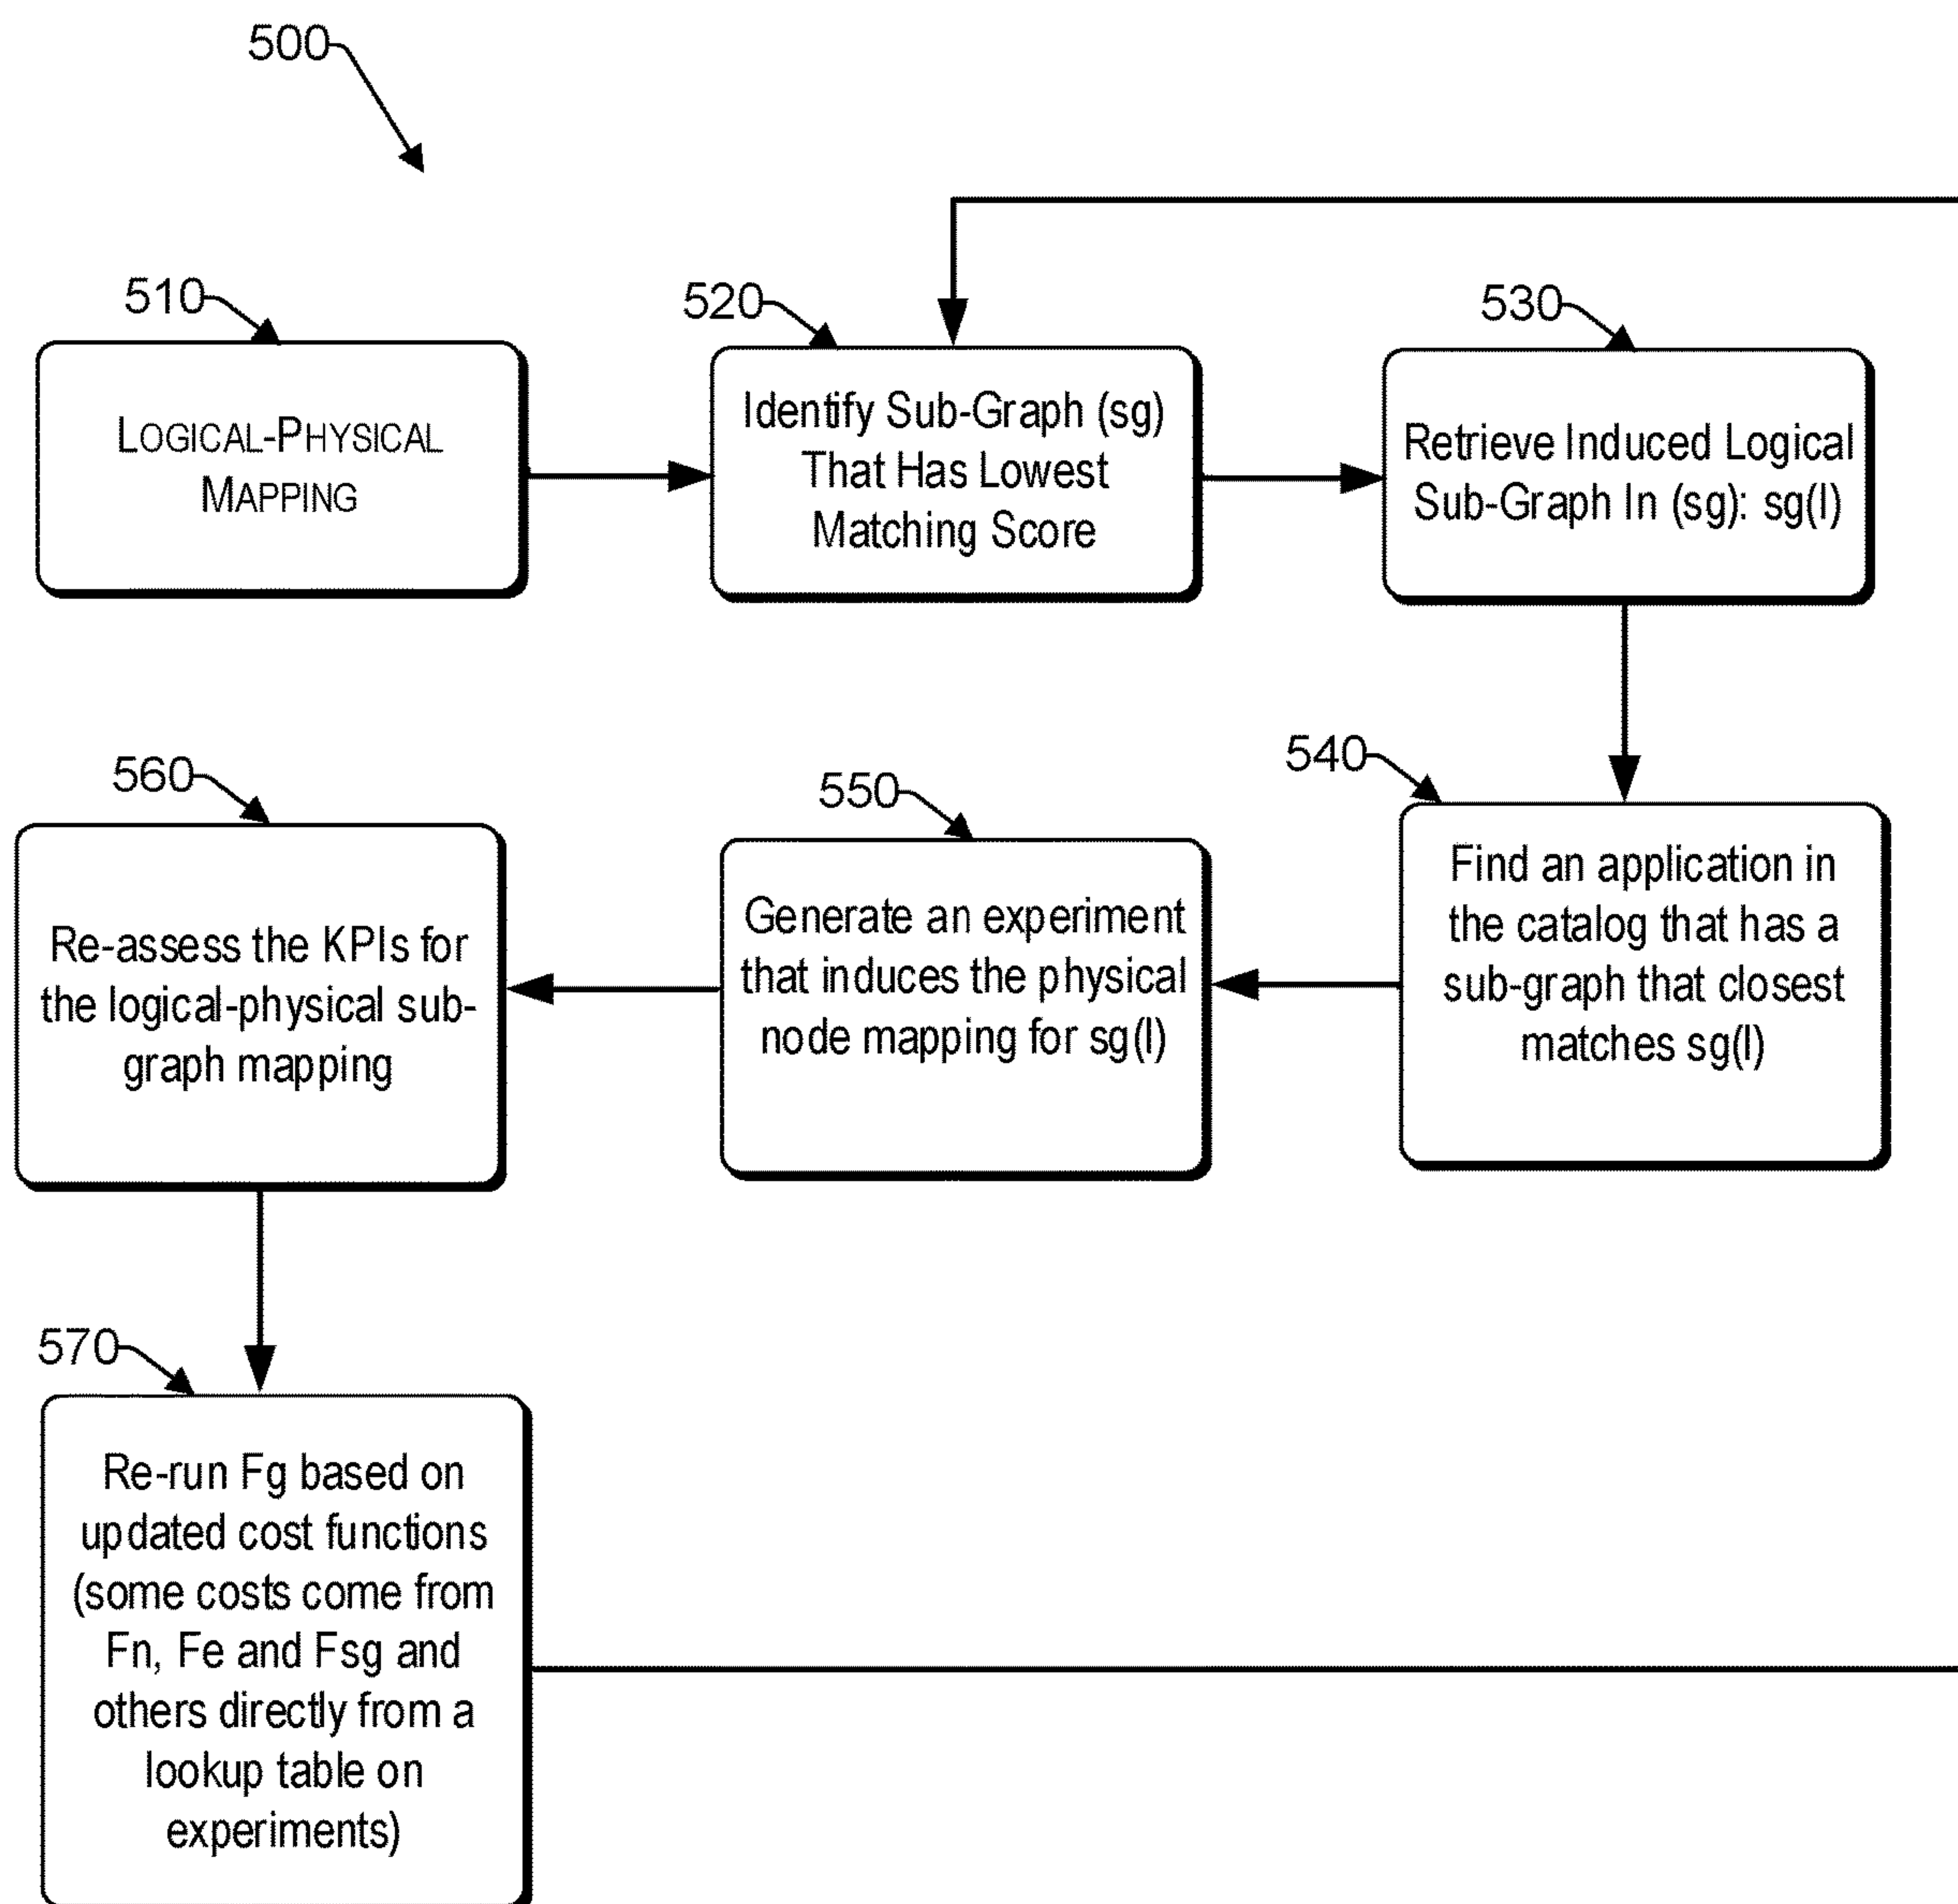 500
510
LOGICAL-PHYSICAL
MAPPING
520
Identify Sub-Graph (sg)
That Has Lowest
Matching Score
530
Retrieve Induced Logical
Sub-Graph In (sg): sg(l)
540
Find an application in
the catalog that has a
sub-graph that closest
matches sg(l)
550
Generate an experiment
that induces the physical
node mapping for sg(l)
560
Re-assess the KPIs for
the logical-physical sub-
graph mapping
570
Re-run Fg based on
updated cost functions
(some costs come from
Fn, Fe and Fsg and
others directly from a
lookup table on
experiments)